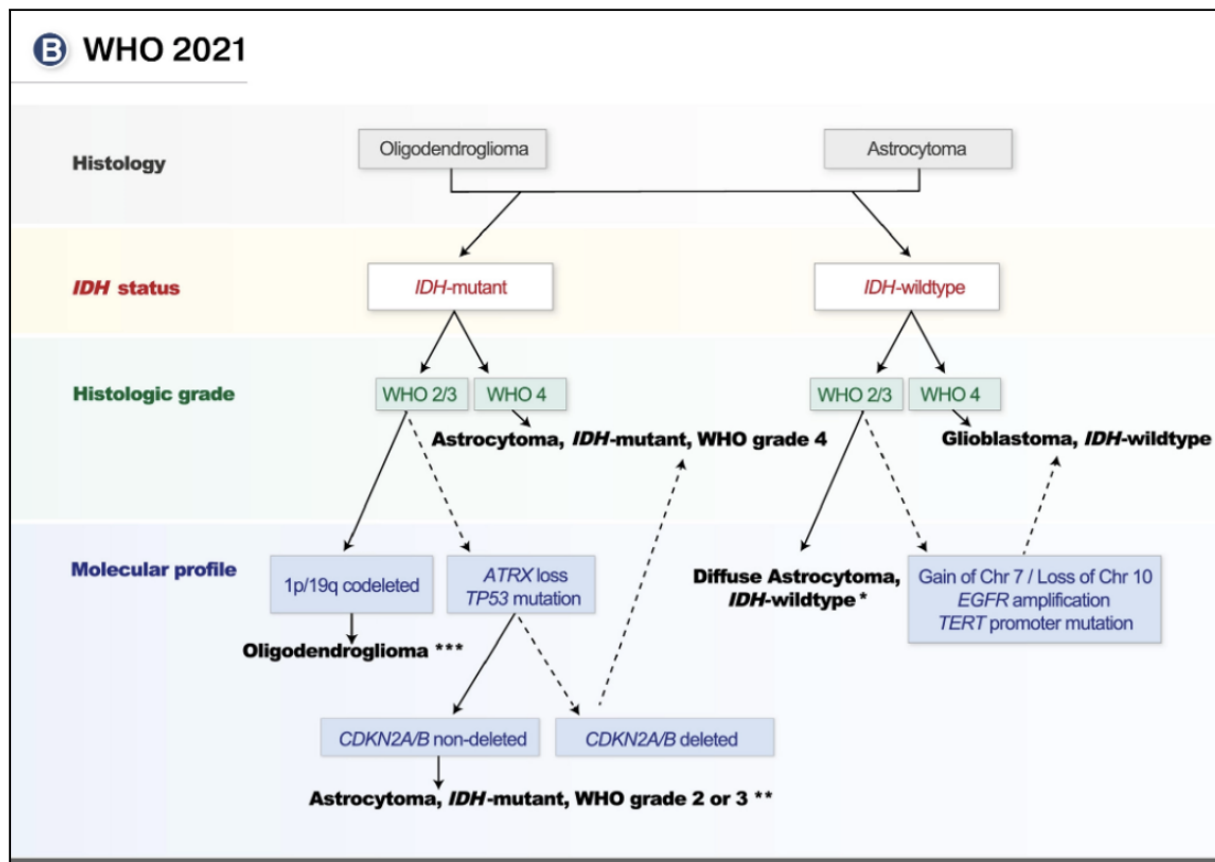 B WHO 2021
Histology
Oligodendroglioma
Astrocytoma
IDH status
IDH-mutant
IDH-wildtype
Histologic grade
WHO 2/3
WHO 4
WHO 2/3
WHO 4
Astrocytoma, IDH-mutant, WHO grade 4
Glioblastoma, IDH-wildtype
Molecular profile
1p/19q codeleted
ATRX loss
TP53 mutation
Diffuse Astrocytoma,
IDH-wildtype *
Gain of Chr 7 / Loss of Chr 10
EGFR amplification
TERT promoter mutation
Oligodendroglioma ***
CDKN2A/B non-deleted
CDKN2A/B deleted
Astrocytoma, IDH-mutant, WHO grade 2 or 3 **